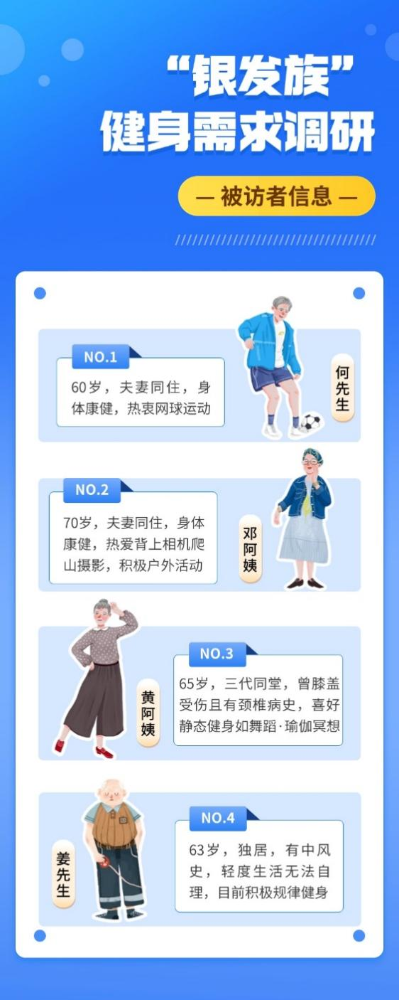 “银发族”
健身需求调研
— 被访者信息 —
NO.1
60岁，夫妻同住，身
体康健，热衷网球运动
何先生
NO.2
70岁，夫妻同住，身体
康健，热爱背上相机爬
山摄影，积极户外活动
邓阿姨
NO.3
65岁，三代同堂，曾膝盖
受伤且有颈椎病史，喜好
静态健身如舞蹈·瑜伽冥想
黄阿姨
NO.4
63岁，独居，有中风
史，轻度生活无法自
理，目前积极规律健身
姜先生